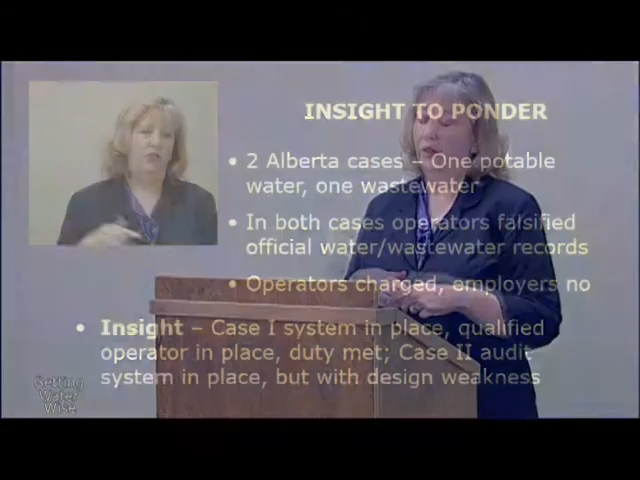 INSIGHT TO PONDER
• 2 Alberta cases – One potable
water, one wastewater
• In both cases operators falsified
official water/wastewater records
• Operators charged, employers no
• Insight – Case I system in place, qualified
operator in place, duty met; Case II audit
system in place, but with design weakness
Getting
Water
Wise